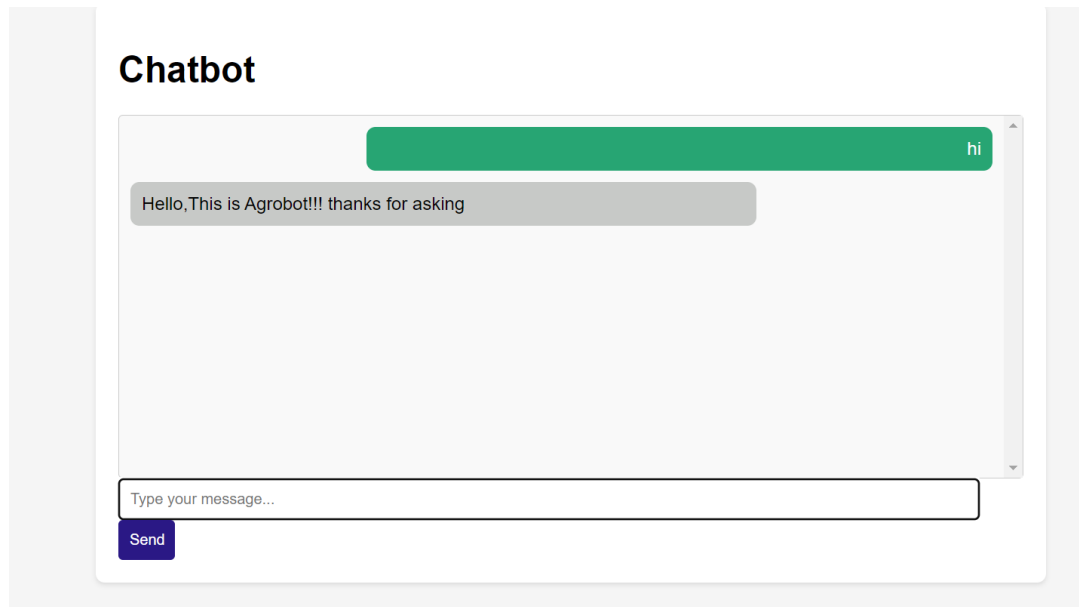 Chatbot
hi
Hello,This is Agrobot!!! thanks for asking
Type your message...
Send